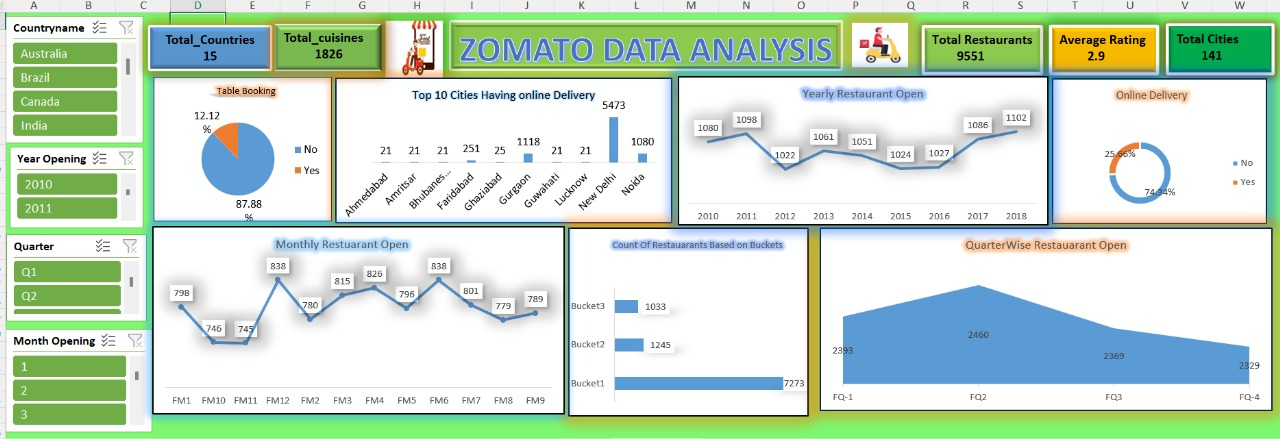 A B C D E F G H I J K L M N O P Q R S T U V W
Countryname
Australia
Brazil
Canada
India
Year Opening
2010
2011
Quarter
Q1
Q2
Month Opening
1
2
3
Total_Countries
15
Total_cuisines
1826
ZOMATO DATA ANALYSIS
Total Restaurants
9551
Average Rating
2.9
Total Cities
141
Table Booking
12.12
%
87.88
%
No
Yes
Top 10 Cities Having online Delivery
21 21 21 251 25 1118 21 21 5473 1080
Ahmedabad Amritsar Bhubanes... Faridabad Ghaziabad Gurgaon Guwahati Lucknow New Delhi Noida
Yearly Restaurant Open
1080 1098 1022 1061 1051 1024 1027 1086 1102
2010 2011 2012 2013 2014 2015 2016 2017 2018
Online Delivery
25.66%
74.34%
No
Yes
Monthly Restuarant Open
798 746 745 838 780 815 826 796 838 801 779 789
FM1 FM10 FM11 FM12 FM2 FM3 FM4 FM5 FM6 FM7 FM8 FM9
Count Of Restauarants Based on Buckets
Bucket3 1033
Bucket2 1245
Bucket1 7273
QuarterWise Restauarant Open
2393 2460 2369 2329
FQ-1 FQ2 FQ3 FQ-4